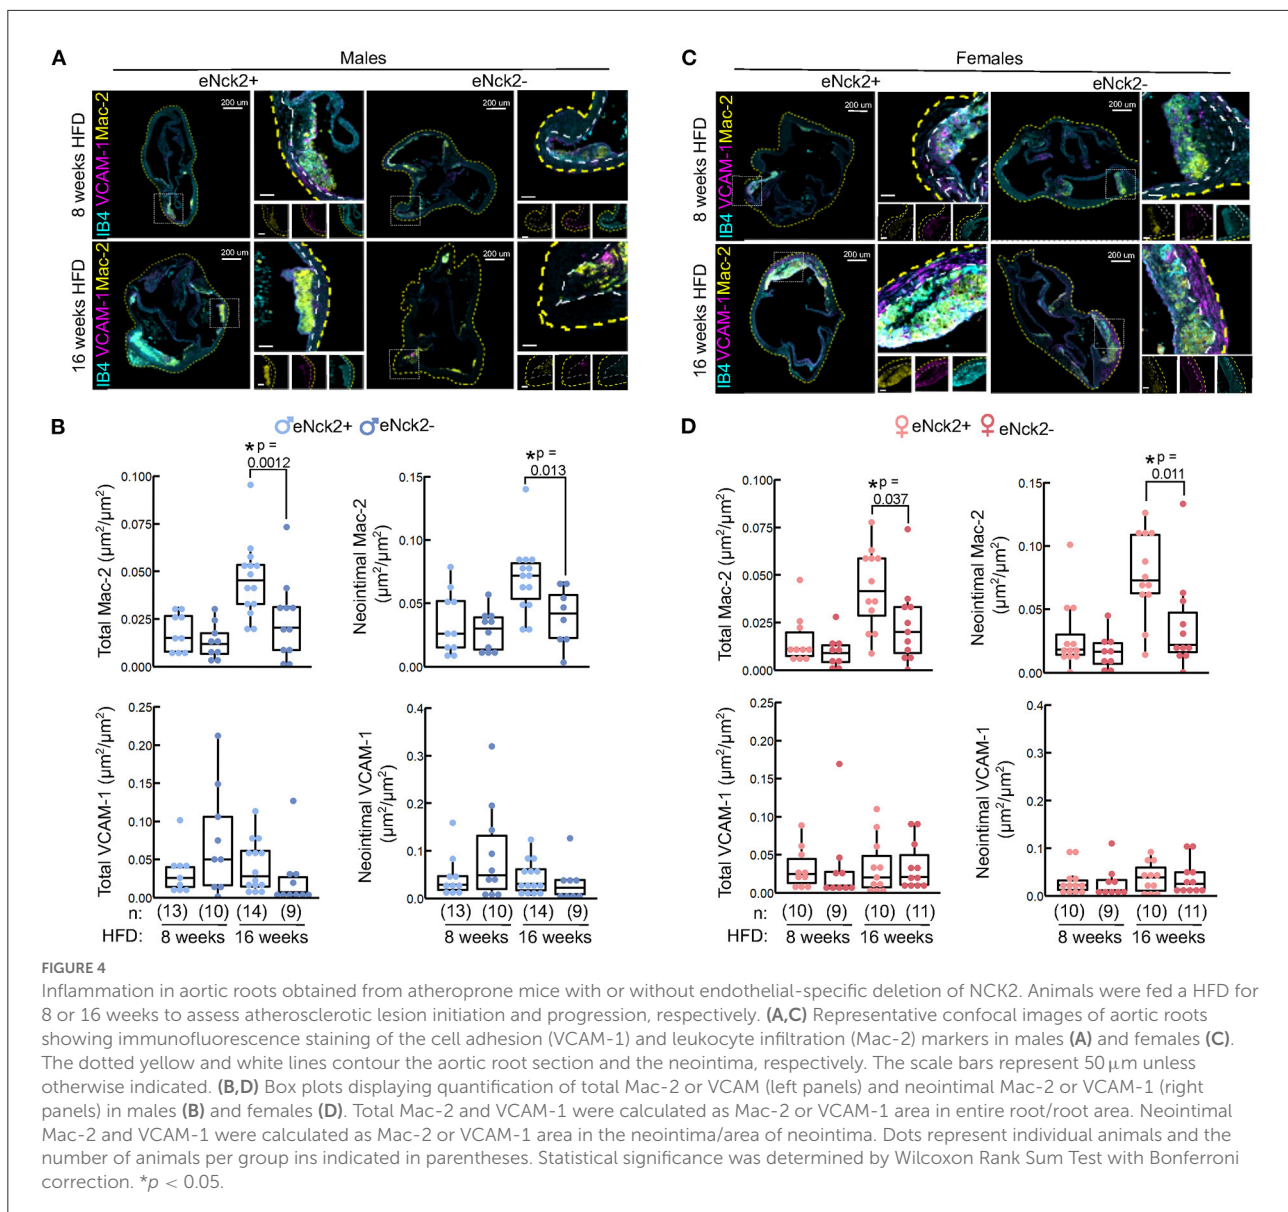 A
Males
eNck2+
eNck2-
8 weeks HFD
IB4 VCAM-1 Mac-2
200 um
200 um
16 weeks HFD
IB4 VCAM-1 Mac-2
200 um
200 um
C
Females
eNck2+
eNck2-
8 weeks HFD
IB4 VCAM-1 Mac-2
200 um
200 um
16 weeks HFD
IB4 VCAM-1 Mac-2
200 um
200 um
B
♂eNck2+ ♂eNck2-
Total Mac-2 (µm²/µm²)
0.100
0.075
0.050
0.025
0.000
*p =
0.0012
Neointimal Mac-2
(µm²/µm²)
0.15
0.10
0.05
0.00
*p =
0.013
Total VCAM-1 (µm²/µm²)
0.25
0.20
0.15
0.10
0.05
0.00
Neointimal VCAM-1
(µm²/µm²)
0.4
0.3
0.2
0.1
0.0
n: (13) (10) (14) (9)
HFD: 8 weeks 16 weeks
(13) (10) (14) (9)
8 weeks 16 weeks
D
♀eNck2+ ♀eNck2-
Total Mac-2 (µm²/µm²)
0.100
0.075
0.050
0.025
0.000
*p =
0.037
Neointimal Mac-2
(µm²/µm²)
0.15
0.10
0.05
0.00
*p =
0.011
Total VCAM-1 (µm²/µm²)
0.25
0.20
0.15
0.10
0.05
0.00
Neointimal VCAM-1
(µm²/µm²)
0.4
0.3
0.2
0.1
0.0
n: (10) (9) (10) (11)
HFD: 8 weeks 16 weeks
(10) (9) (10) (11)
8 weeks 16 weeks
FIGURE 4
Inflammation in aortic roots obtained from atheroprone mice with or without endothelial-specific deletion of NCK2. Animals were fed a HFD for
8 or 16 weeks to assess atherosclerotic lesion initiation and progression, respectively. (A,C) Representative confocal images of aortic roots
showing immunofluorescence staining of the cell adhesion (VCAM-1) and leukocyte infiltration (Mac-2) markers in males (A) and females (C).
The dotted yellow and white lines contour the aortic root section and the neointima, respectively. The scale bars represent 50 µm unless
otherwise indicated. (B,D) Box plots displaying quantification of total Mac-2 or VCAM (left panels) and neointimal Mac-2 or VCAM-1 (right
panels) in males (B) and females (D). Total Mac-2 and VCAM-1 were calculated as Mac-2 or VCAM-1 area in entire root/root area. Neointimal
Mac-2 and VCAM-1 were calculated as Mac-2 or VCAM-1 area in the neointima/area of neointima. Dots represent individual animals and the
number of animals per group ins indicated in parentheses. Statistical significance was determined by Wilcoxon Rank Sum Test with Bonferroni
correction. *p < 0.05.